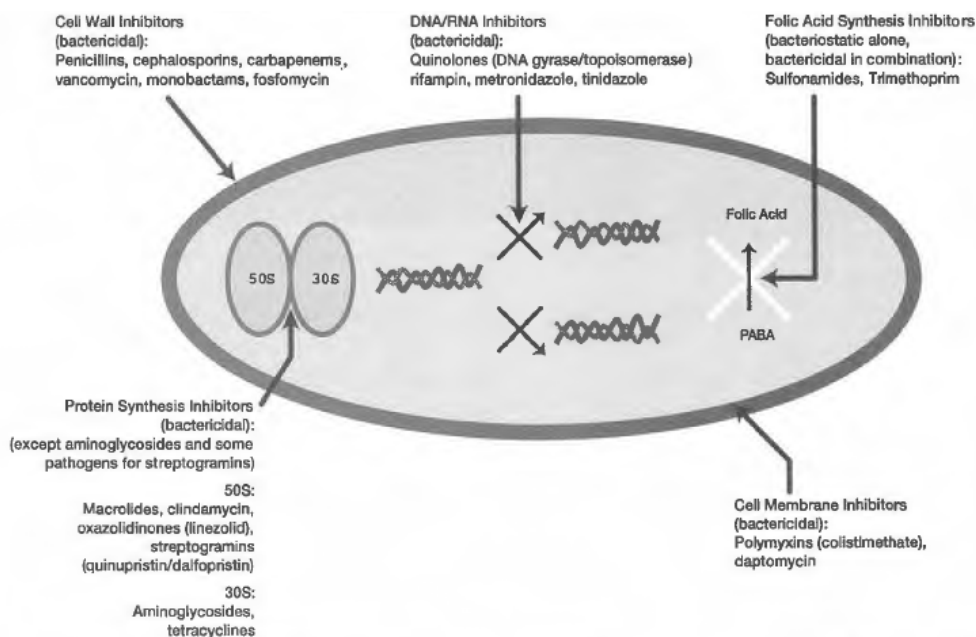 Cell Wall Inhibitors
(bactericidal):
Penicillins, cephalosporins, carbapenems,
vancomycin, monobactams, fosfomycin
DNA/RNA Inhibitors
(bactericidal):
Quinolones (DNA gyrase/topoisomerase)
rifampin, metronidazole, tinidazole
Folic Acid Synthesis Inhibitors
(bacteriostatic alone,
bactericidal in combination):
Sulfonamides, Trimethoprim
50S
30S
Folic Acid
PABA
Protein Synthesis Inhibitors
(bactericidal):
(except aminoglycosides and some
pathogens for streptogramins)
50S:
Macrolides, clindamycin,
oxazolidinones (linezolid),
streptogramins
(quinupristin/dalfopristin)
30S:
Aminoglycosides,
tetracyclines
Cell Membrane Inhibitors
(bactericidal):
Polymyxins (colistimethate),
daptomycin